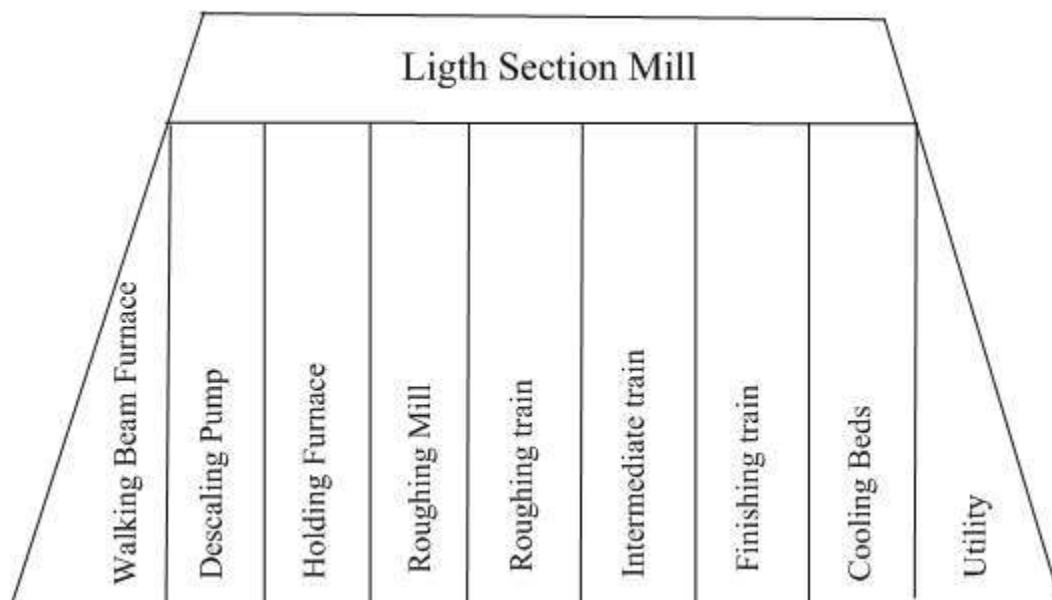 Ligth Section Mill
Walking Beam Furnace
Descaling Pump
Holding Furnace
Roughing Mill
Roughing train
Intermediate train
Finishing train
Cooling Beds
Utility